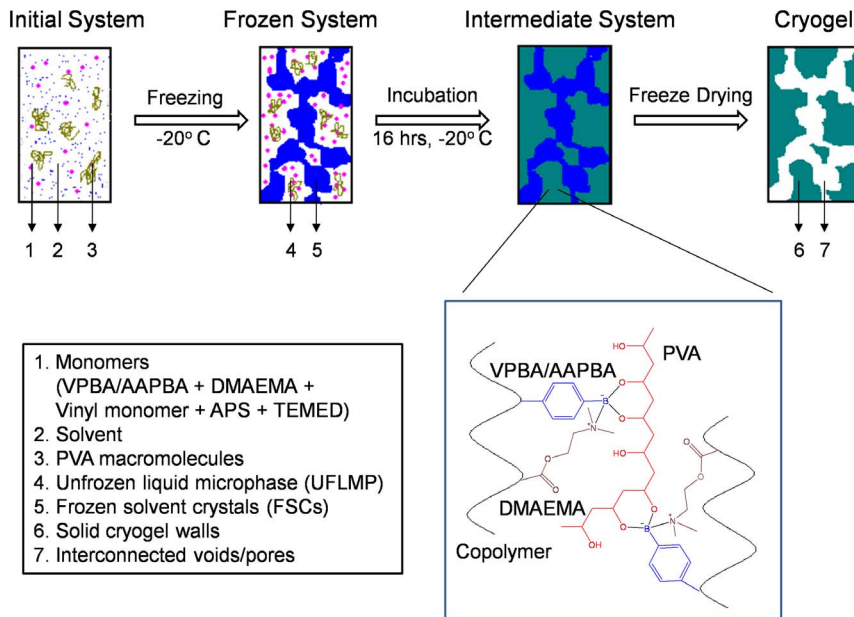 Initial System
Frozen System
Intermediate System
Cryogel
Freezing
-20° C
Incubation
16 hrs, -20° C
Freeze Drying
1 2 3
4 5
6 7
1. Monomers
(VPBA/AAPBA + DMAEMA +
Vinyl monomer + APS + TEMED)
2. Solvent
3. PVA macromolecules
4. Unfrozen liquid microphase (UFLMP)
5. Frozen solvent crystals (FSCs)
6. Solid cryogel walls
7. Interconnected voids/pores
HO
PVA
VPBA/AAPBA
O
B
-
O
N
+
O
O
HO
DMAEMA
O
O
O
B
-
N
+
O
OH
Copolymer